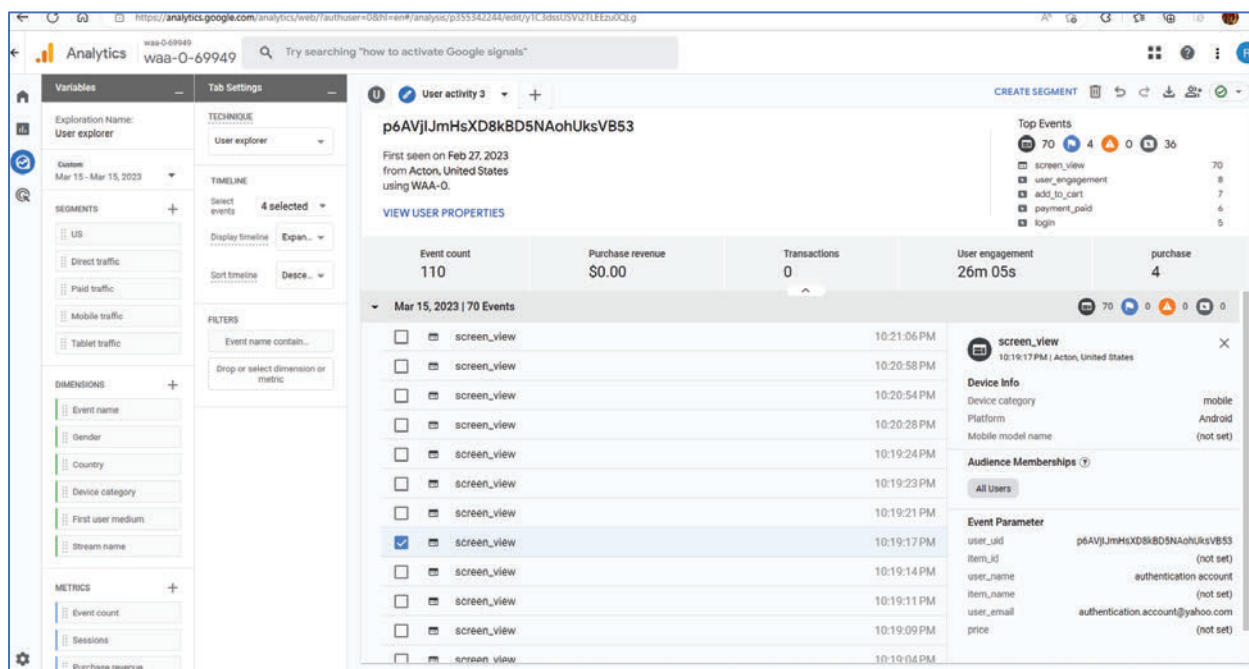 https://analytics.google.com/analytics/web/?authuser=0&hl=en#/analysis/p355342244/edit/y1C3dssUSVi2TLEEzu0QLg
Analytics
waa-0-69949
waa-0-69949
Try searching "how to activate Google signals"
Variables
Exploration Name:
User explorer
Custom
Mar 15 - Mar 15, 2023
SEGMENTS
US
Direct traffic
Paid traffic
Mobile traffic
Tablet traffic
DIMENSIONS
Event name
Gender
Country
Device category
First user medium
Stream name
METRICS
Event count
Sessions
Purchase revenue
Tab Settings
TECHNIQUE
User explorer
TIMELINE
Select events
4 selected
Display timeline
Expan...
Sort timeline
Desce...
FILTERS
Event name contain...
Drop or select dimension or
metric
U
User activity 3
CREATE SEGMENT
p6AVjIJmHsXD8kBD5NAohUksVB53
First seen on Feb 27, 2023
from Acton, United States
using WAA-O.
VIEW USER PROPERTIES
Top Events
70 4 0 36
screen_view 70
user_engagement 8
add_to_cart 7
payment_paid 6
login 5
Event count
110
Purchase revenue
$0.00
Transactions
0
User engagement
26m 05s
purchase
4
Mar 15, 2023 | 70 Events
70 0 0 0
screen_view 10:21:06 PM
screen_view 10:20:58 PM
screen_view 10:20:54 PM
screen_view 10:20:28 PM
screen_view 10:19:24 PM
screen_view 10:19:23 PM
screen_view 10:19:21 PM
screen_view 10:19:17 PM
screen_view 10:19:14 PM
screen_view 10:19:11 PM
screen_view 10:19:09 PM
screen_view 10:19:04 PM
screen_view
10:19:17 PM | Acton, United States
Device Info
Device category mobile
Platform Android
Mobile model name (not set)
Audience Memberships
All Users
Event Parameter
user_uid p6AVjIJmHsXD8kBD5NAohUksVB53
item_id (not set)
user_name authentication account
item_name (not set)
user_email authentication.account@yahoo.com
price (not set)